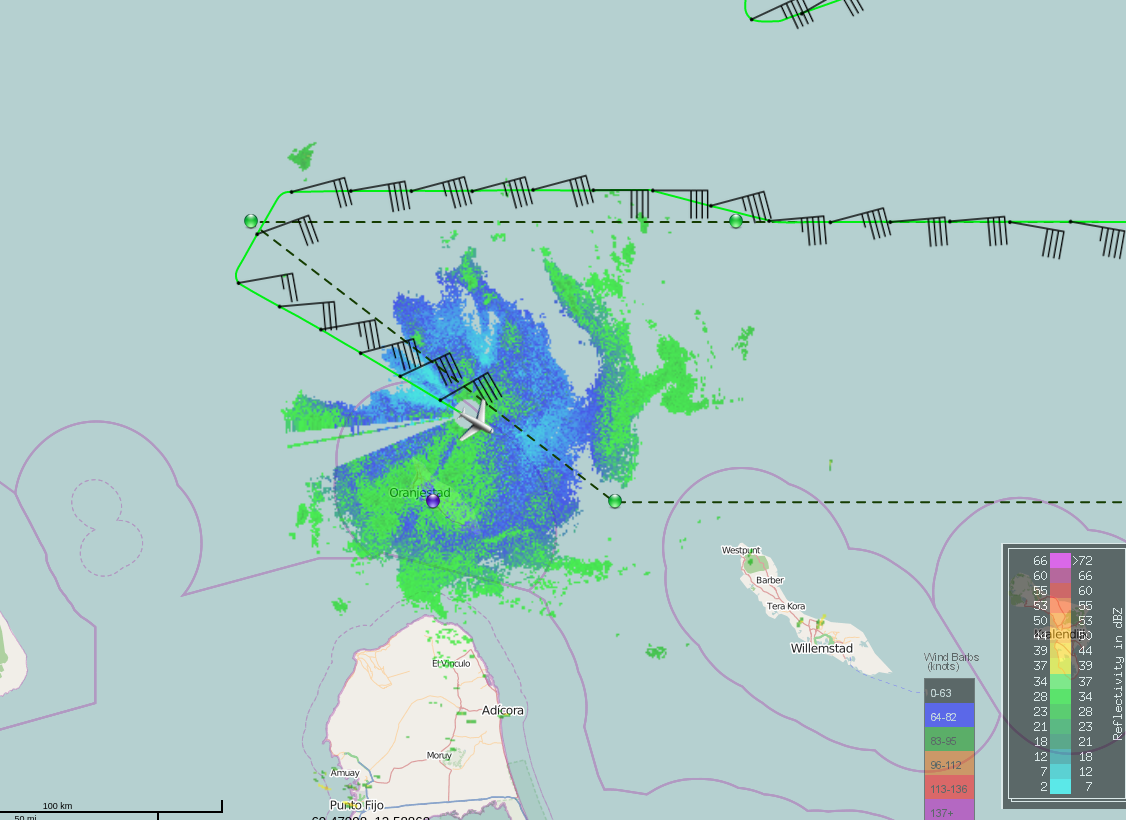 Oranjestad
Westpunt
Barber
Tera Kora
Willemstad
El Vinculo
Adícora
Moruy
Amuay
Punto Fijo
100 km
50 mi
Wind Barbs
(knots)
0-63
64-82
83-95
96-112
113-136
137+
66 >72
60 66
55 60
53 55
50 53
44 50
39 44
37 39
34 37
28 34
23 28
21 23
18 21
12 18
7 12
2 7
Reflectivity in dBZ